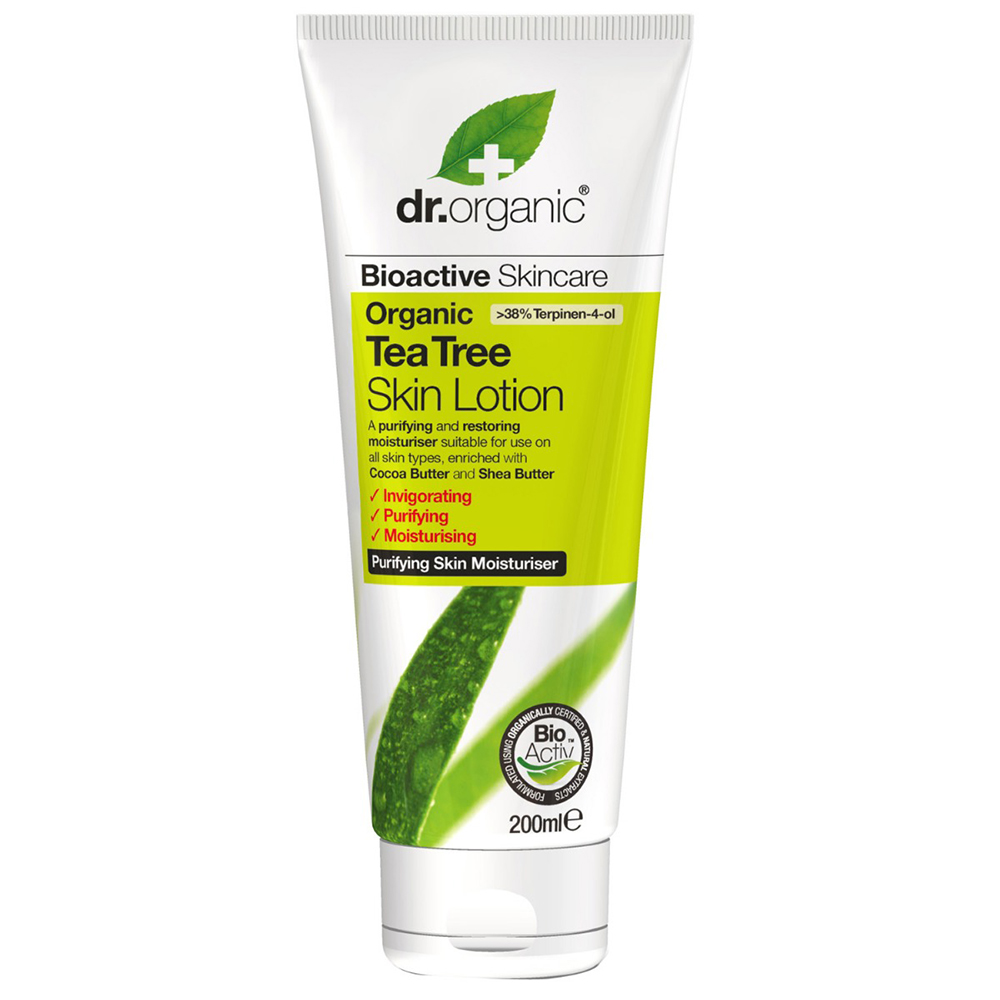 dr.organic®
Bioactive Skincare
Organic
>38% Terpinen-4-ol
Tea Tree
Skin Lotion
A purifying and restoring
moisturiser suitable for use on
all skin types, enriched with
Cocoa Butter and Shea Butter
✓ Invigorating
✓ Purifying
✓ Moisturising
Purifying Skin Moisturiser
FORMULATED USING ORGANICALLY CERTIFIED & NATURAL EXTRACTS
Bio
Activ™
200ml℮